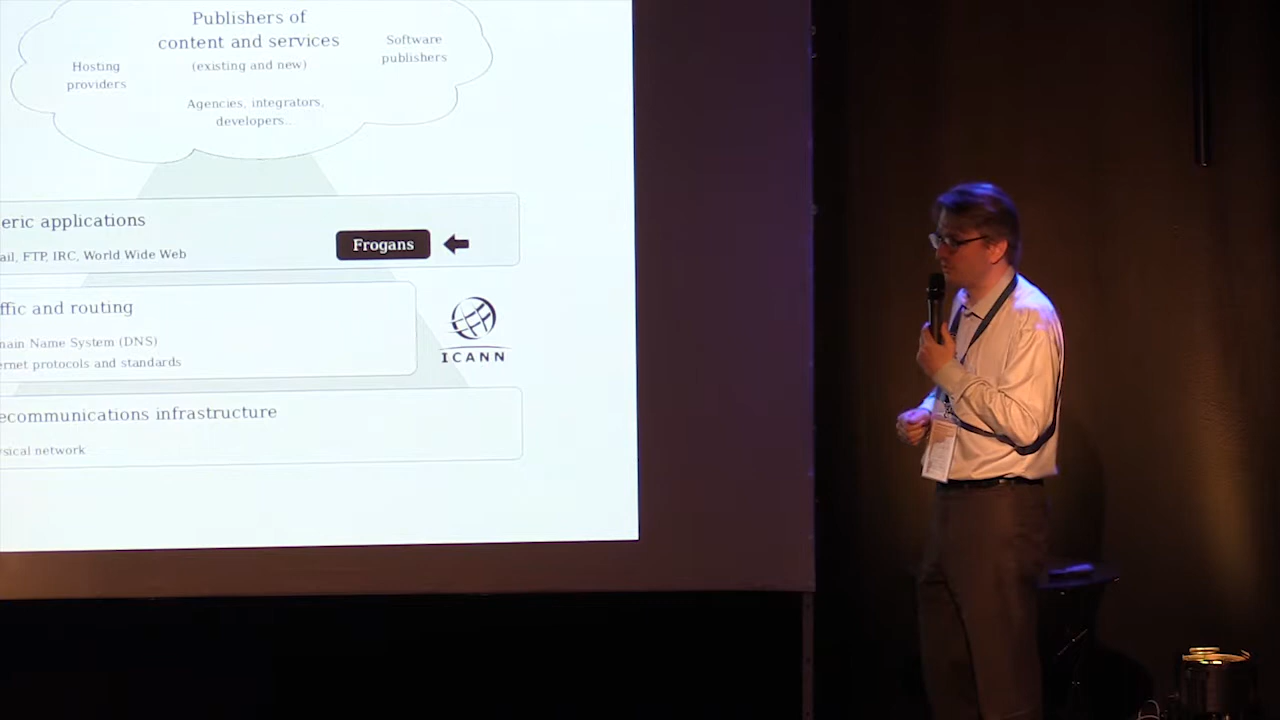 Publishers of
content and services
(existing and new)
Hosting
providers
Software
publishers
Agencies, integrators,
developers...
eric applications
ail, FTP, IRC, World Wide Web
Frogans
ffic and routing
nain Name System (DNS)
ernet protocols and standards
ICANN
ecommunications infrastructure
ysical network